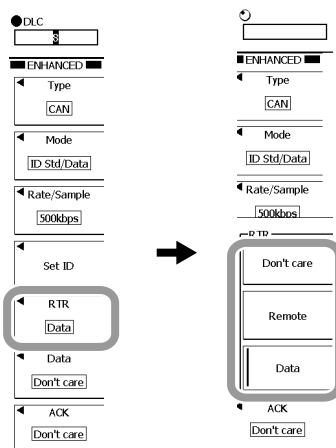 DLC
8
ENHANCED
Type
CAN
Mode
ID Std/Data
Rate/Sample
500kbps
Set ID
RTR
Data
Data
Don't care
ACK
Don't care
ENHANCED
Type
CAN
Mode
ID Std/Data
Rate/Sample
500kbps
RTR
Don't care
Remote
Data
ACK
Don't care